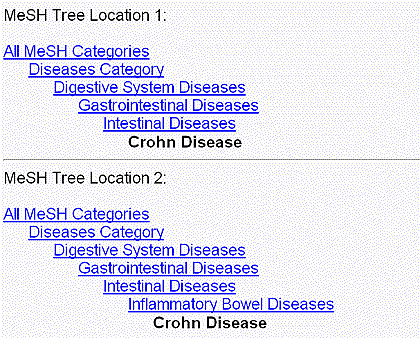 MeSH Tree Location 1:
All MeSH Categories
Diseases Category
Digestive System Diseases
Gastrointestinal Diseases
Intestinal Diseases
Crohn Disease
MeSH Tree Location 2:
All MeSH Categories
Diseases Category
Digestive System Diseases
Gastrointestinal Diseases
Intestinal Diseases
Inflammatory Bowel Diseases
Crohn Disease